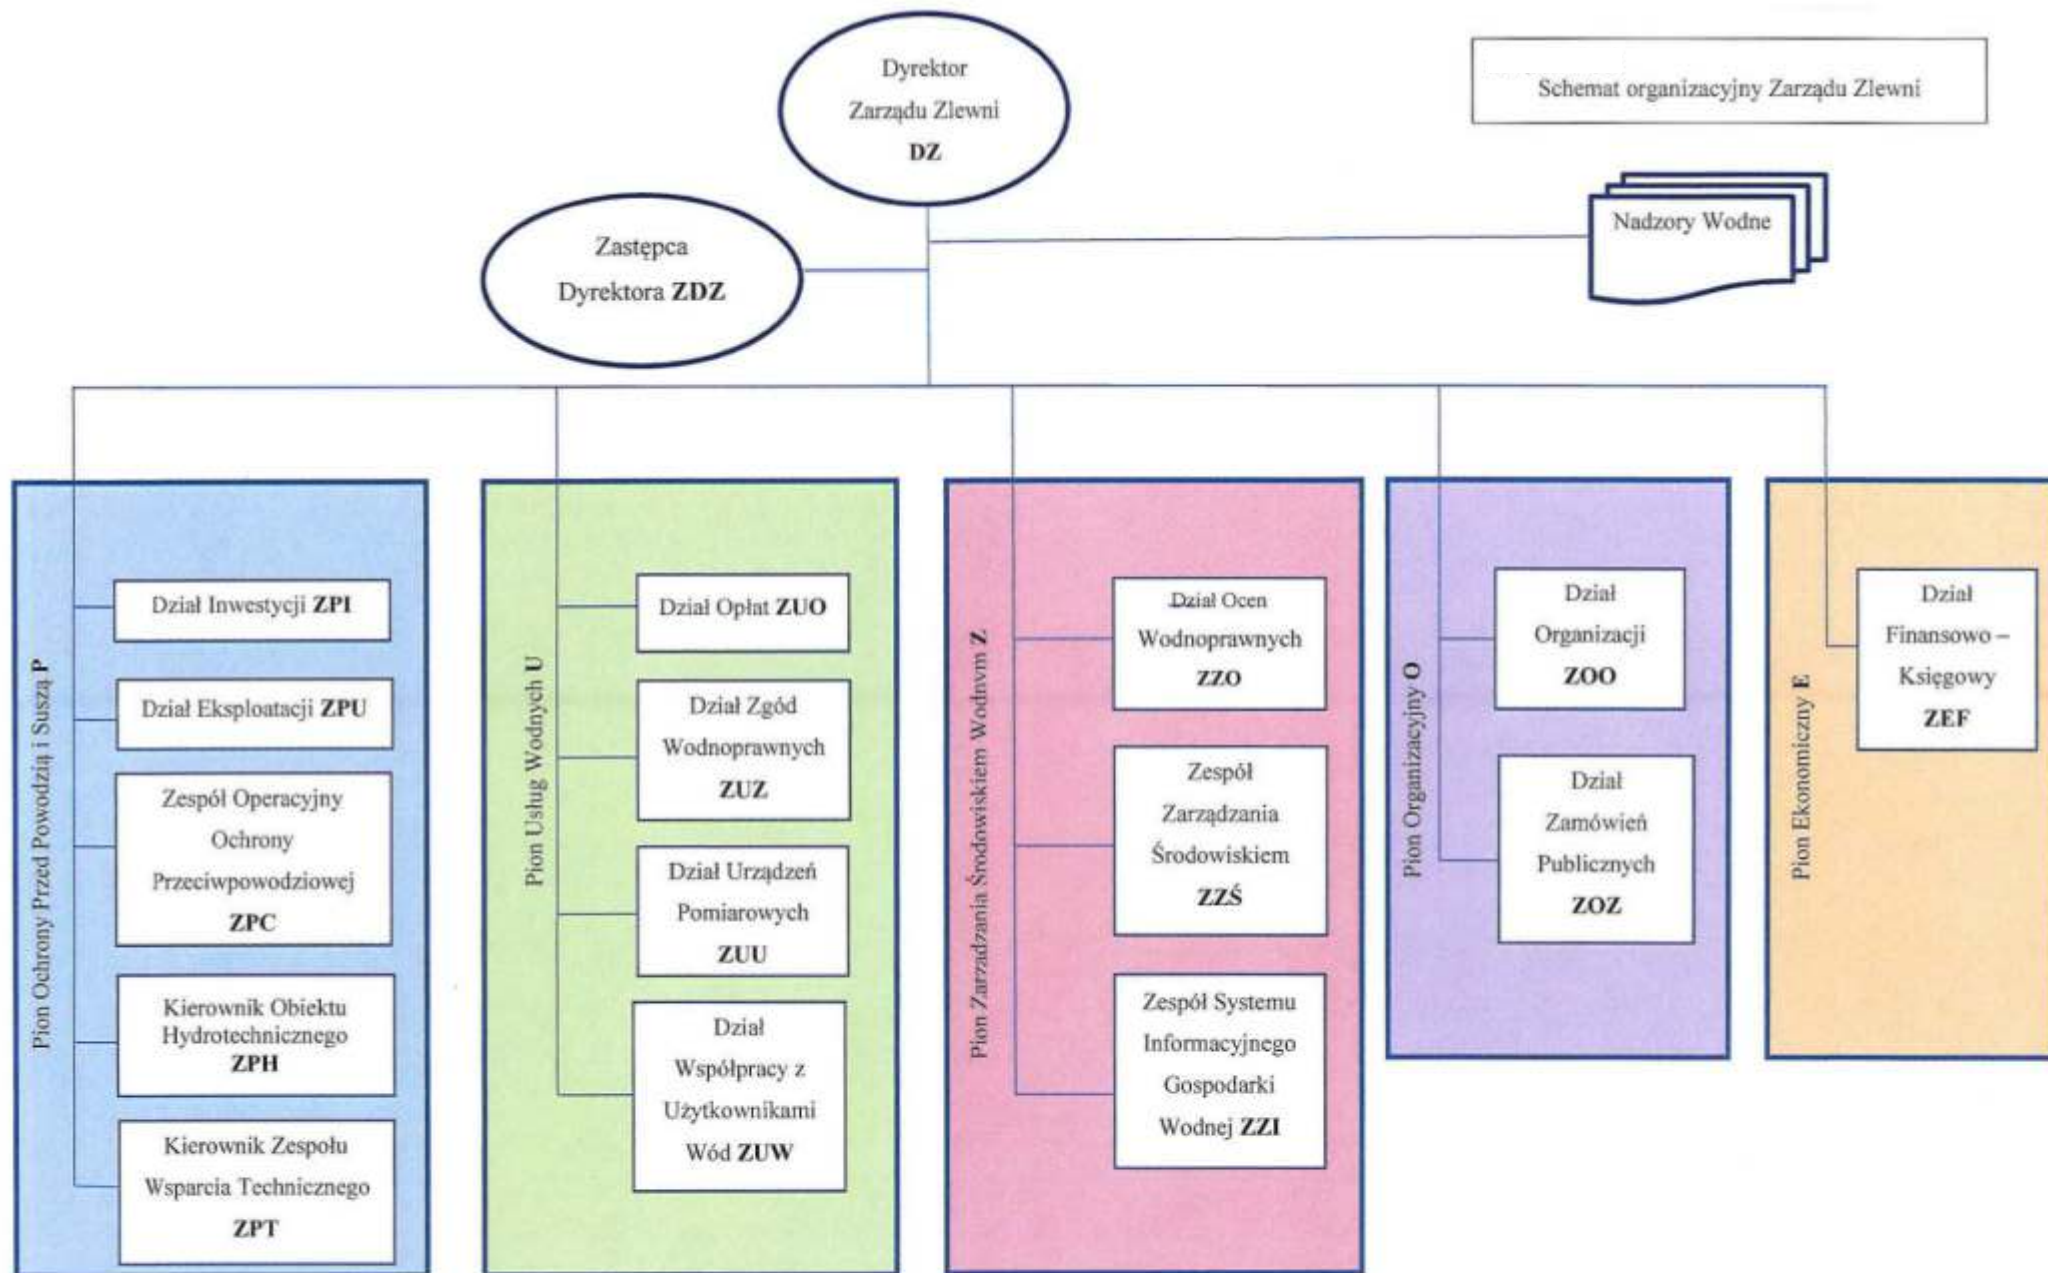 Dyrektor
Zarządu Zlewni
DZ
Schemat organizacyjny Zarządu Zlewni
Nadzory Wodne
Zastępca
Dyrektora ZDZ
Pion Ochrony Przed Powodzią i Suszą P
Dział Inwestycji ZPI
Dział Eksploatacji ZPU
Zespół Operacyjny
Ochrony
Przeciwpowodziowej
ZPC
Kierownik Obiektu
Hydrotechnicznego
ZPH
Kierownik Zespołu
Wsparcia Technicznego
ZPT
Pion Usług Wodnych U
Dział Opłat ZUO
Dział Zgód
Wodnoprawnych
ZUZ
Dział Urządzeń
Pomiarowych
ZUU
Dział
Współpracy z
Użytkownikami
Wód ZUW
Pion Zarzadzania Środowiskiem Wodnym Z
Dział Ocen
Wodnoprawnych
ZZO
Zespół
Zarządzania
Środowiskiem
ZZŚ
Zespół Systemu
Informacyjnego
Gospodarki
Wodnej ZZI
Pion Organizacyjny O
Dział
Organizacji
ZOO
Dział
Zamówień
Publicznych
ZOZ
Pion Ekonomiczny E
Dział
Finansowo –
Księgowy
ZEF